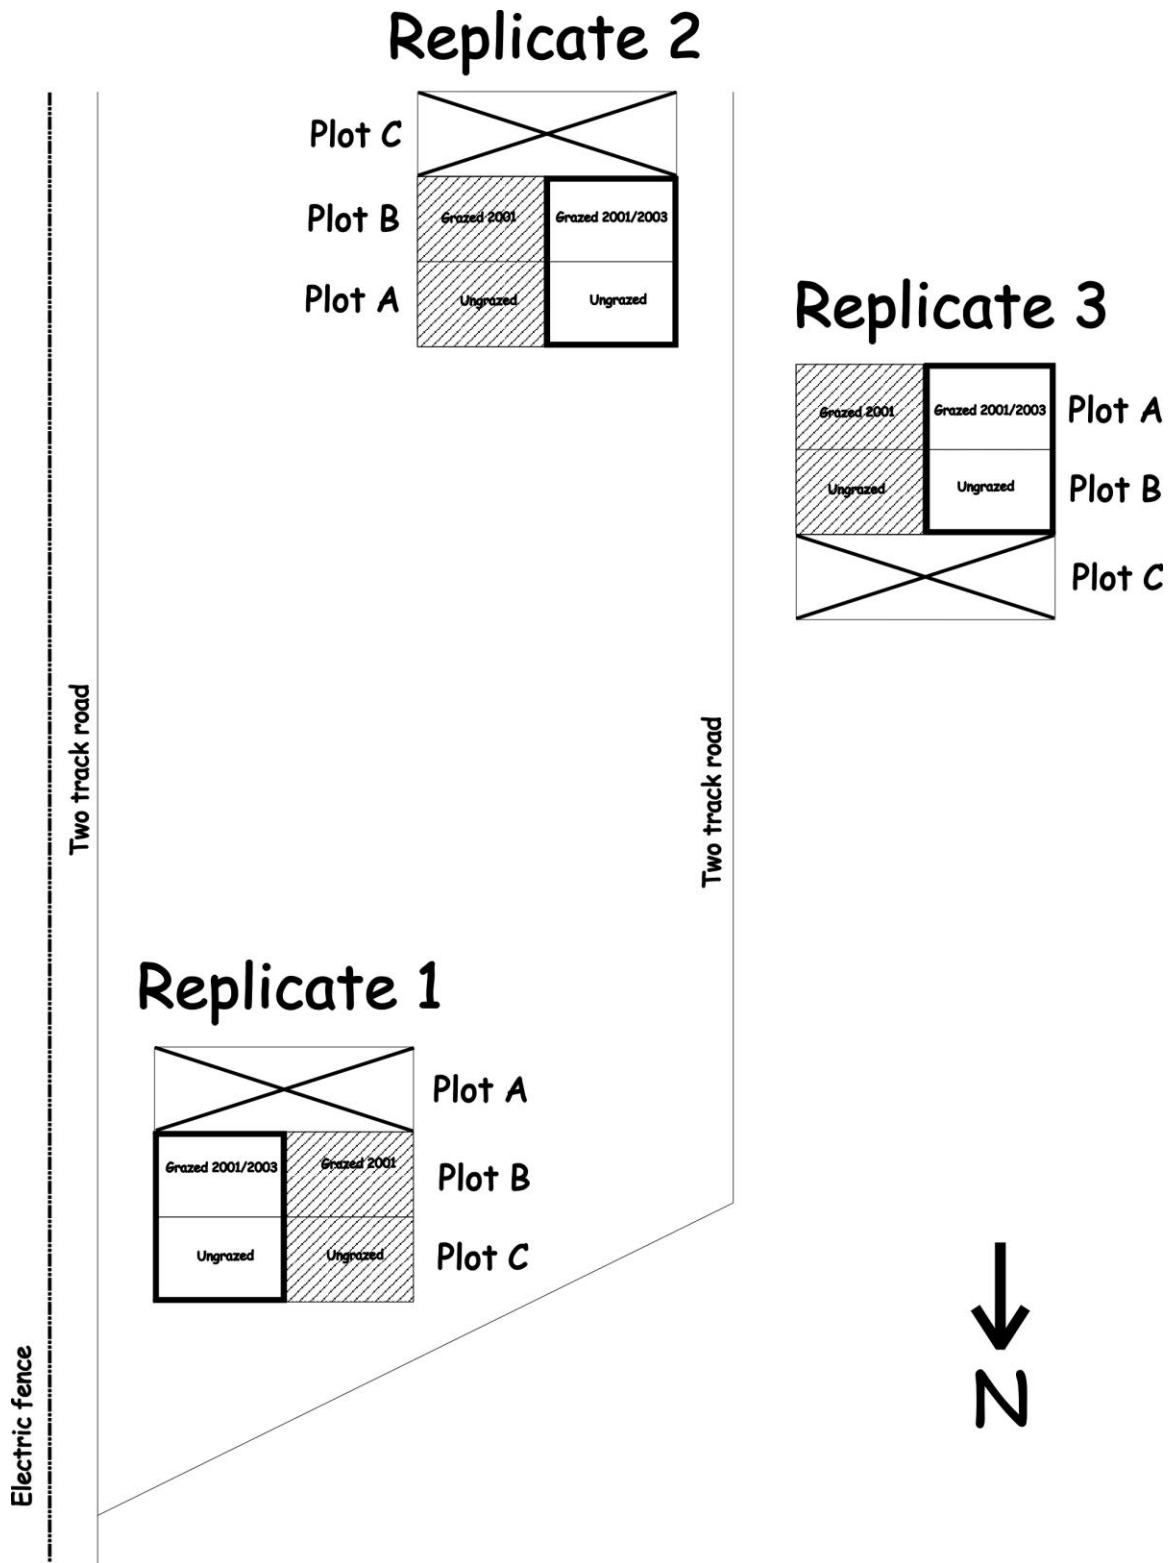 Replicate 2
Plot C
Plot B
Grazed 2001
Grazed 2001/2003
Plot A
Ungrazed
Ungrazed
Replicate 3
Grazed 2001
Grazed 2001/2003
Plot A
Ungrazed
Ungrazed
Plot B
Plot C
Two track road
Two track road
Replicate 1
Plot A
Grazed 2001/2003
Grazed 2001
Plot B
Ungrazed
Ungrazed
Plot C
Electric fence
N